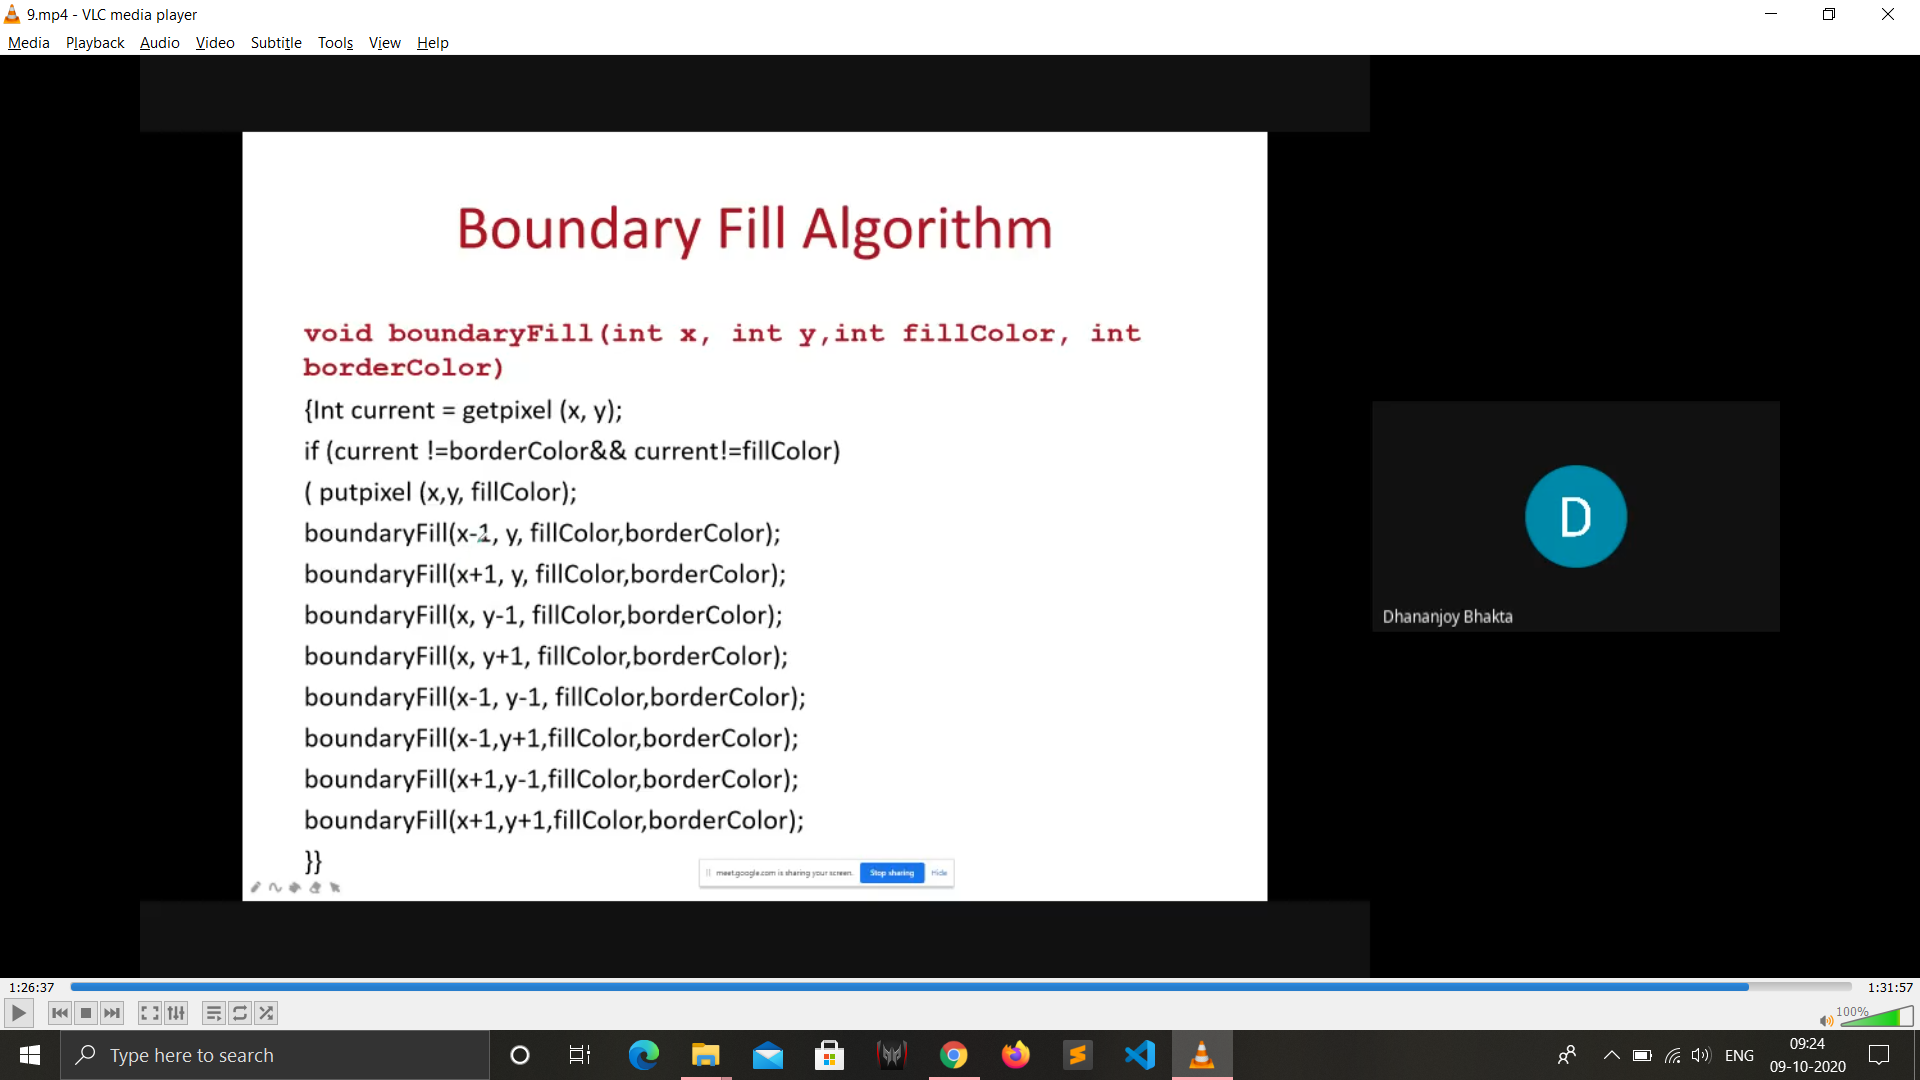 9.mp4 - VLC media player
Media Playback Audio Video Subtitle Tools View Help
Boundary Fill Algorithm
void boundaryFill(int x, int y,int fillColor, int
borderColor)
{Int current = getpixel (x, y);
if (current !=borderColor&& current!=fillColor)
( putpixel (x,y, fillColor);
boundaryFill(x-1, y, fillColor,borderColor);
boundaryFill(x+1, y, fillColor,borderColor);
boundaryFill(x, y-1, fillColor,borderColor);
boundaryFill(x, y+1, fillColor,borderColor);
boundaryFill(x-1, y-1, fillColor,borderColor);
boundaryFill(x-1,y+1,fillColor,borderColor);
boundaryFill(x+1,y-1,fillColor,borderColor);
boundaryFill(x+1,y+1,fillColor,borderColor);
}}
meet.google.com is sharing your screen. Stop sharing Hide
D
Dhananjoy Bhakta
1:26:37 1:31:57
100%
Type here to search
ENG
09:24
09-10-2020